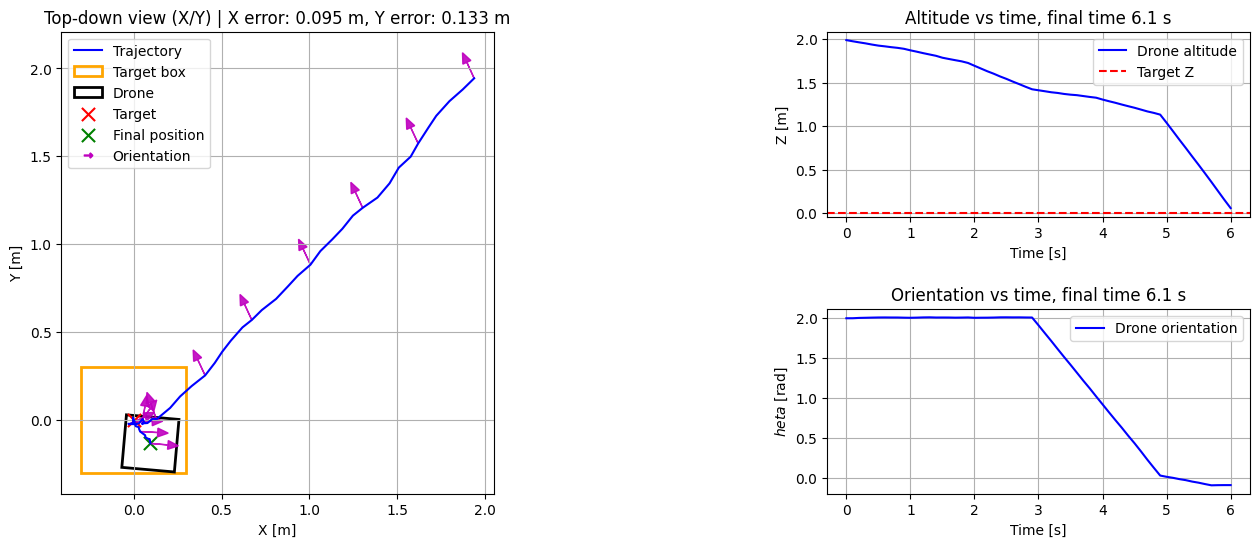 Top-down view (X/Y) | X error: 0.095 m, Y error: 0.133 m
Trajectory
Target box
Drone
Target
Final position
Orientation
2.0
1.5
1.0
0.5
0.0
Y [m]
0.0
0.5
1.0
1.5
2.0
X [m]
Altitude vs time, final time 6.1 s
Drone altitude
Target Z
2.0
1.5
1.0
0.5
0.0
Z [m]
0
1
2
3
4
5
6
Time [s]
Orientation vs time, final time 6.1 s
Drone orientation
2.0
1.5
1.0
0.5
0.0
heta [rad]
0
1
2
3
4
5
6
Time [s]